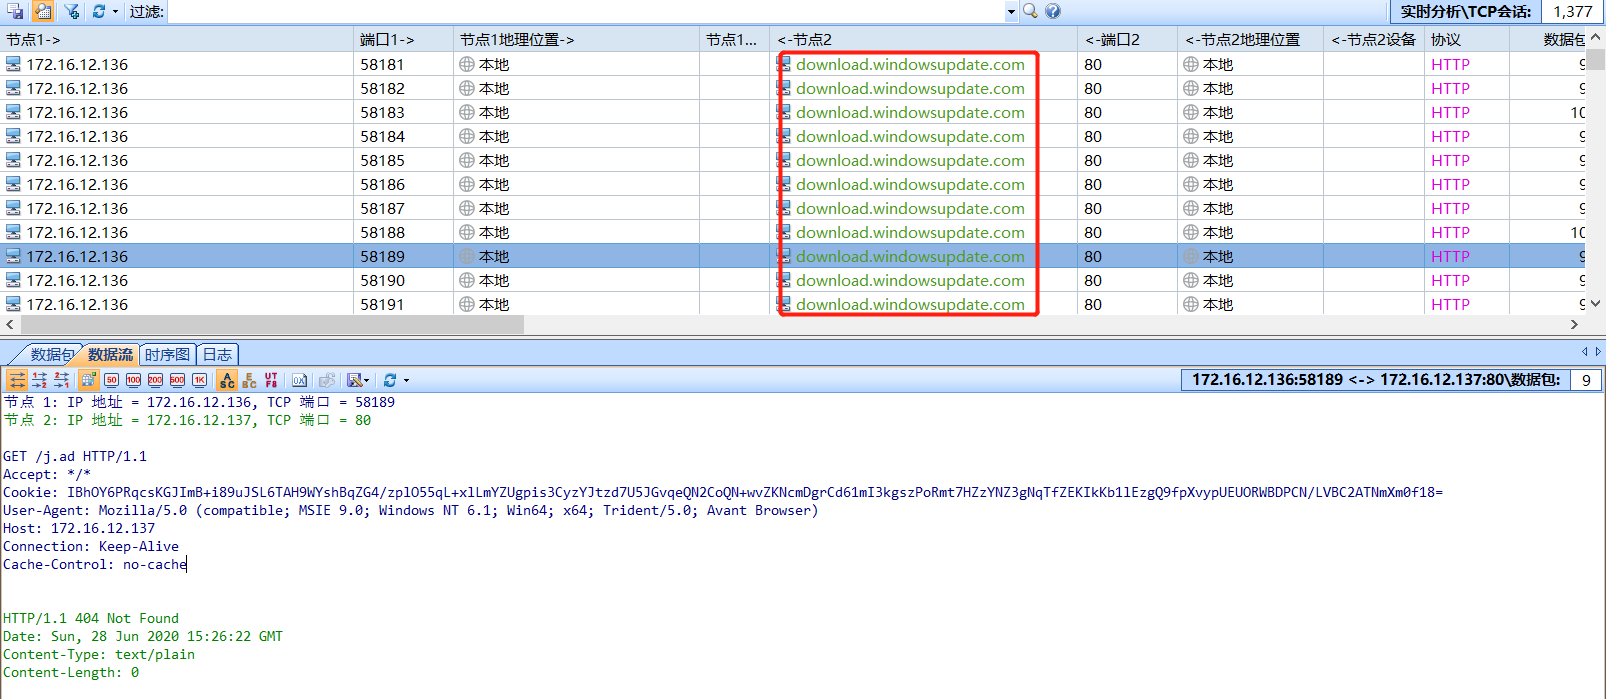 过滤: 实时分析\TCP会话: 1,377
节点1-> 端口1-> 节点1地理位置-> 节点1... <-节点2 <-端口2 <-节点2地理位置 <-节点2设备 协议 数据包
172.16.12.136 58181 本地 download.windowsupdate.com 80 本地 HTTP 9
172.16.12.136 58182 本地 download.windowsupdate.com 80 本地 HTTP 9
172.16.12.136 58183 本地 download.windowsupdate.com 80 本地 HTTP 10
172.16.12.136 58184 本地 download.windowsupdate.com 80 本地 HTTP 9
172.16.12.136 58185 本地 download.windowsupdate.com 80 本地 HTTP 9
172.16.12.136 58186 本地 download.windowsupdate.com 80 本地 HTTP 9
172.16.12.136 58187 本地 download.windowsupdate.com 80 本地 HTTP 9
172.16.12.136 58188 本地 download.windowsupdate.com 80 本地 HTTP 10
172.16.12.136 58189 本地 download.windowsupdate.com 80 本地 HTTP 9
172.16.12.136 58190 本地 download.windowsupdate.com 80 本地 HTTP 9
172.16.12.136 58191 本地 download.windowsupdate.com 80 本地 HTTP 9
数据包 数据流 时序图 日志
50 100 200 500 1K ASC EBC UTF8 0X 172.16.12.136:58189 <-> 172.16.12.137:80\数据包: 9
节点 1: IP 地址 = 172.16.12.136, TCP 端口 = 58189
节点 2: IP 地址 = 172.16.12.137, TCP 端口 = 80
GET /j.ad HTTP/1.1
Accept: */*
Cookie: IBhOY6PRqcsKGJImB+i89uJSL6TAH9WYshBqZG4/zplO55qL+xlLmYZUgpis3CyzYJtzd7U5JGvqeQN2CoQN+wvZKNcmDgrCd61mI3kgszPoRmt7HZzYNZ3gNqTfZEKIkKb1lEzgQ9fpXvypUEUORWBDPCN/LVBC2ATNmXm0f18=
User-Agent: Mozilla/5.0 (compatible; MSIE 9.0; Windows NT 6.1; Win64; x64; Trident/5.0; Avant Browser)
Host: 172.16.12.137
Connection: Keep-Alive
Cache-Control: no-cache
HTTP/1.1 404 Not Found
Date: Sun, 28 Jun 2020 15:26:22 GMT
Content-Type: text/plain
Content-Length: 0